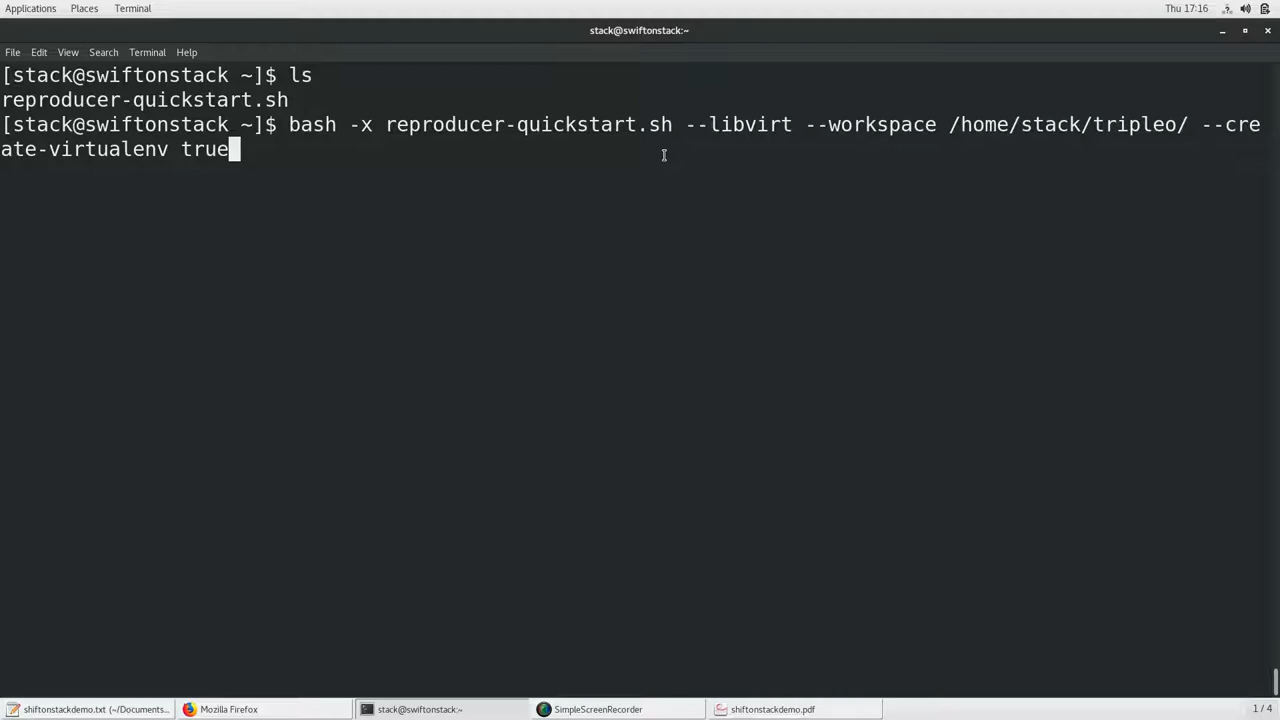 Applications Places Terminal Thu 17:16
stack@swiftonstack:~
File Edit View Search Terminal Help
[stack@swiftonstack ~]$ ls
reproducer-quickstart.sh
[stack@swiftonstack ~]$ bash -x reproducer-quickstart.sh --libvirt --workspace /home/stack/tripleo/ --cre
ate-virtualenv true
shiftonstackdemo.txt (~/Documents... Mozilla Firefox stack@swiftonstack:~ SimpleScreenRecorder shiftonstackdemo.pdf 1 / 4